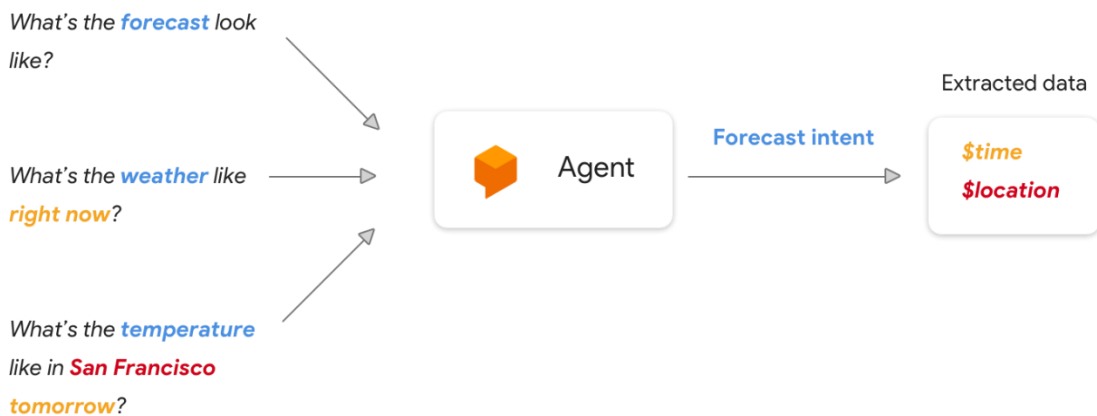 What's the forecast look
like?
What's the weather like
right now?
What's the temperature
like in San Francisco
tomorrow?
Agent
Forecast intent
Extracted data
$time
$location